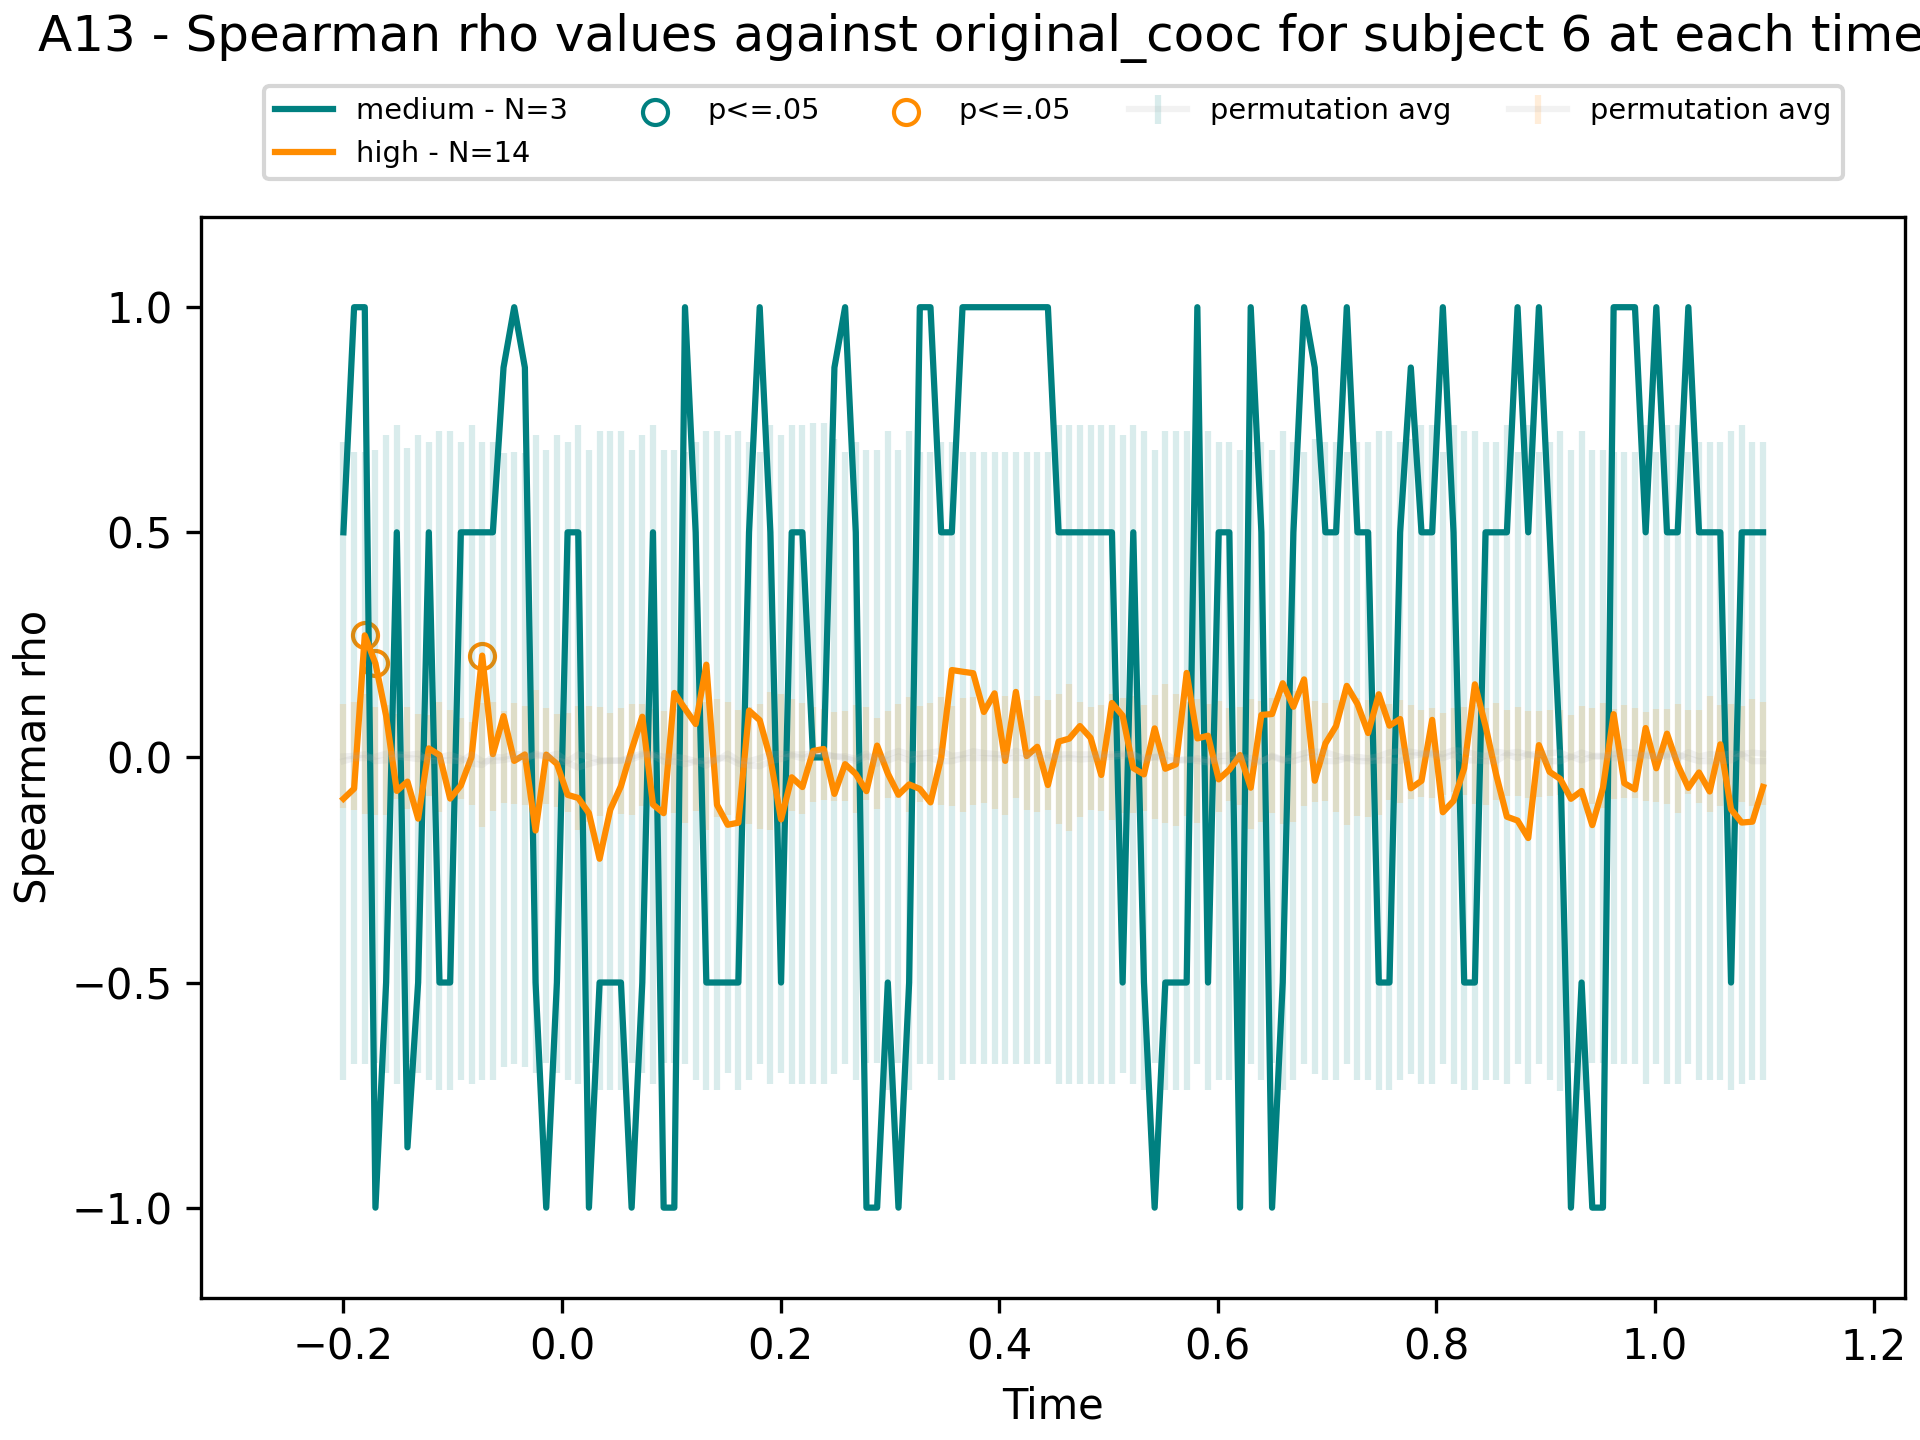 A13 - Spearman rho values against original_cooc for subject 6 at each time
medium - N=3
high - N=14
p<=.05
p<=.05
permutation avg
permutation avg
Spearman rho
1.0
0.5
0.0
−0.5
−1.0
−0.2 0.0 0.2 0.4 0.6 0.8 1.0 1.2
Time